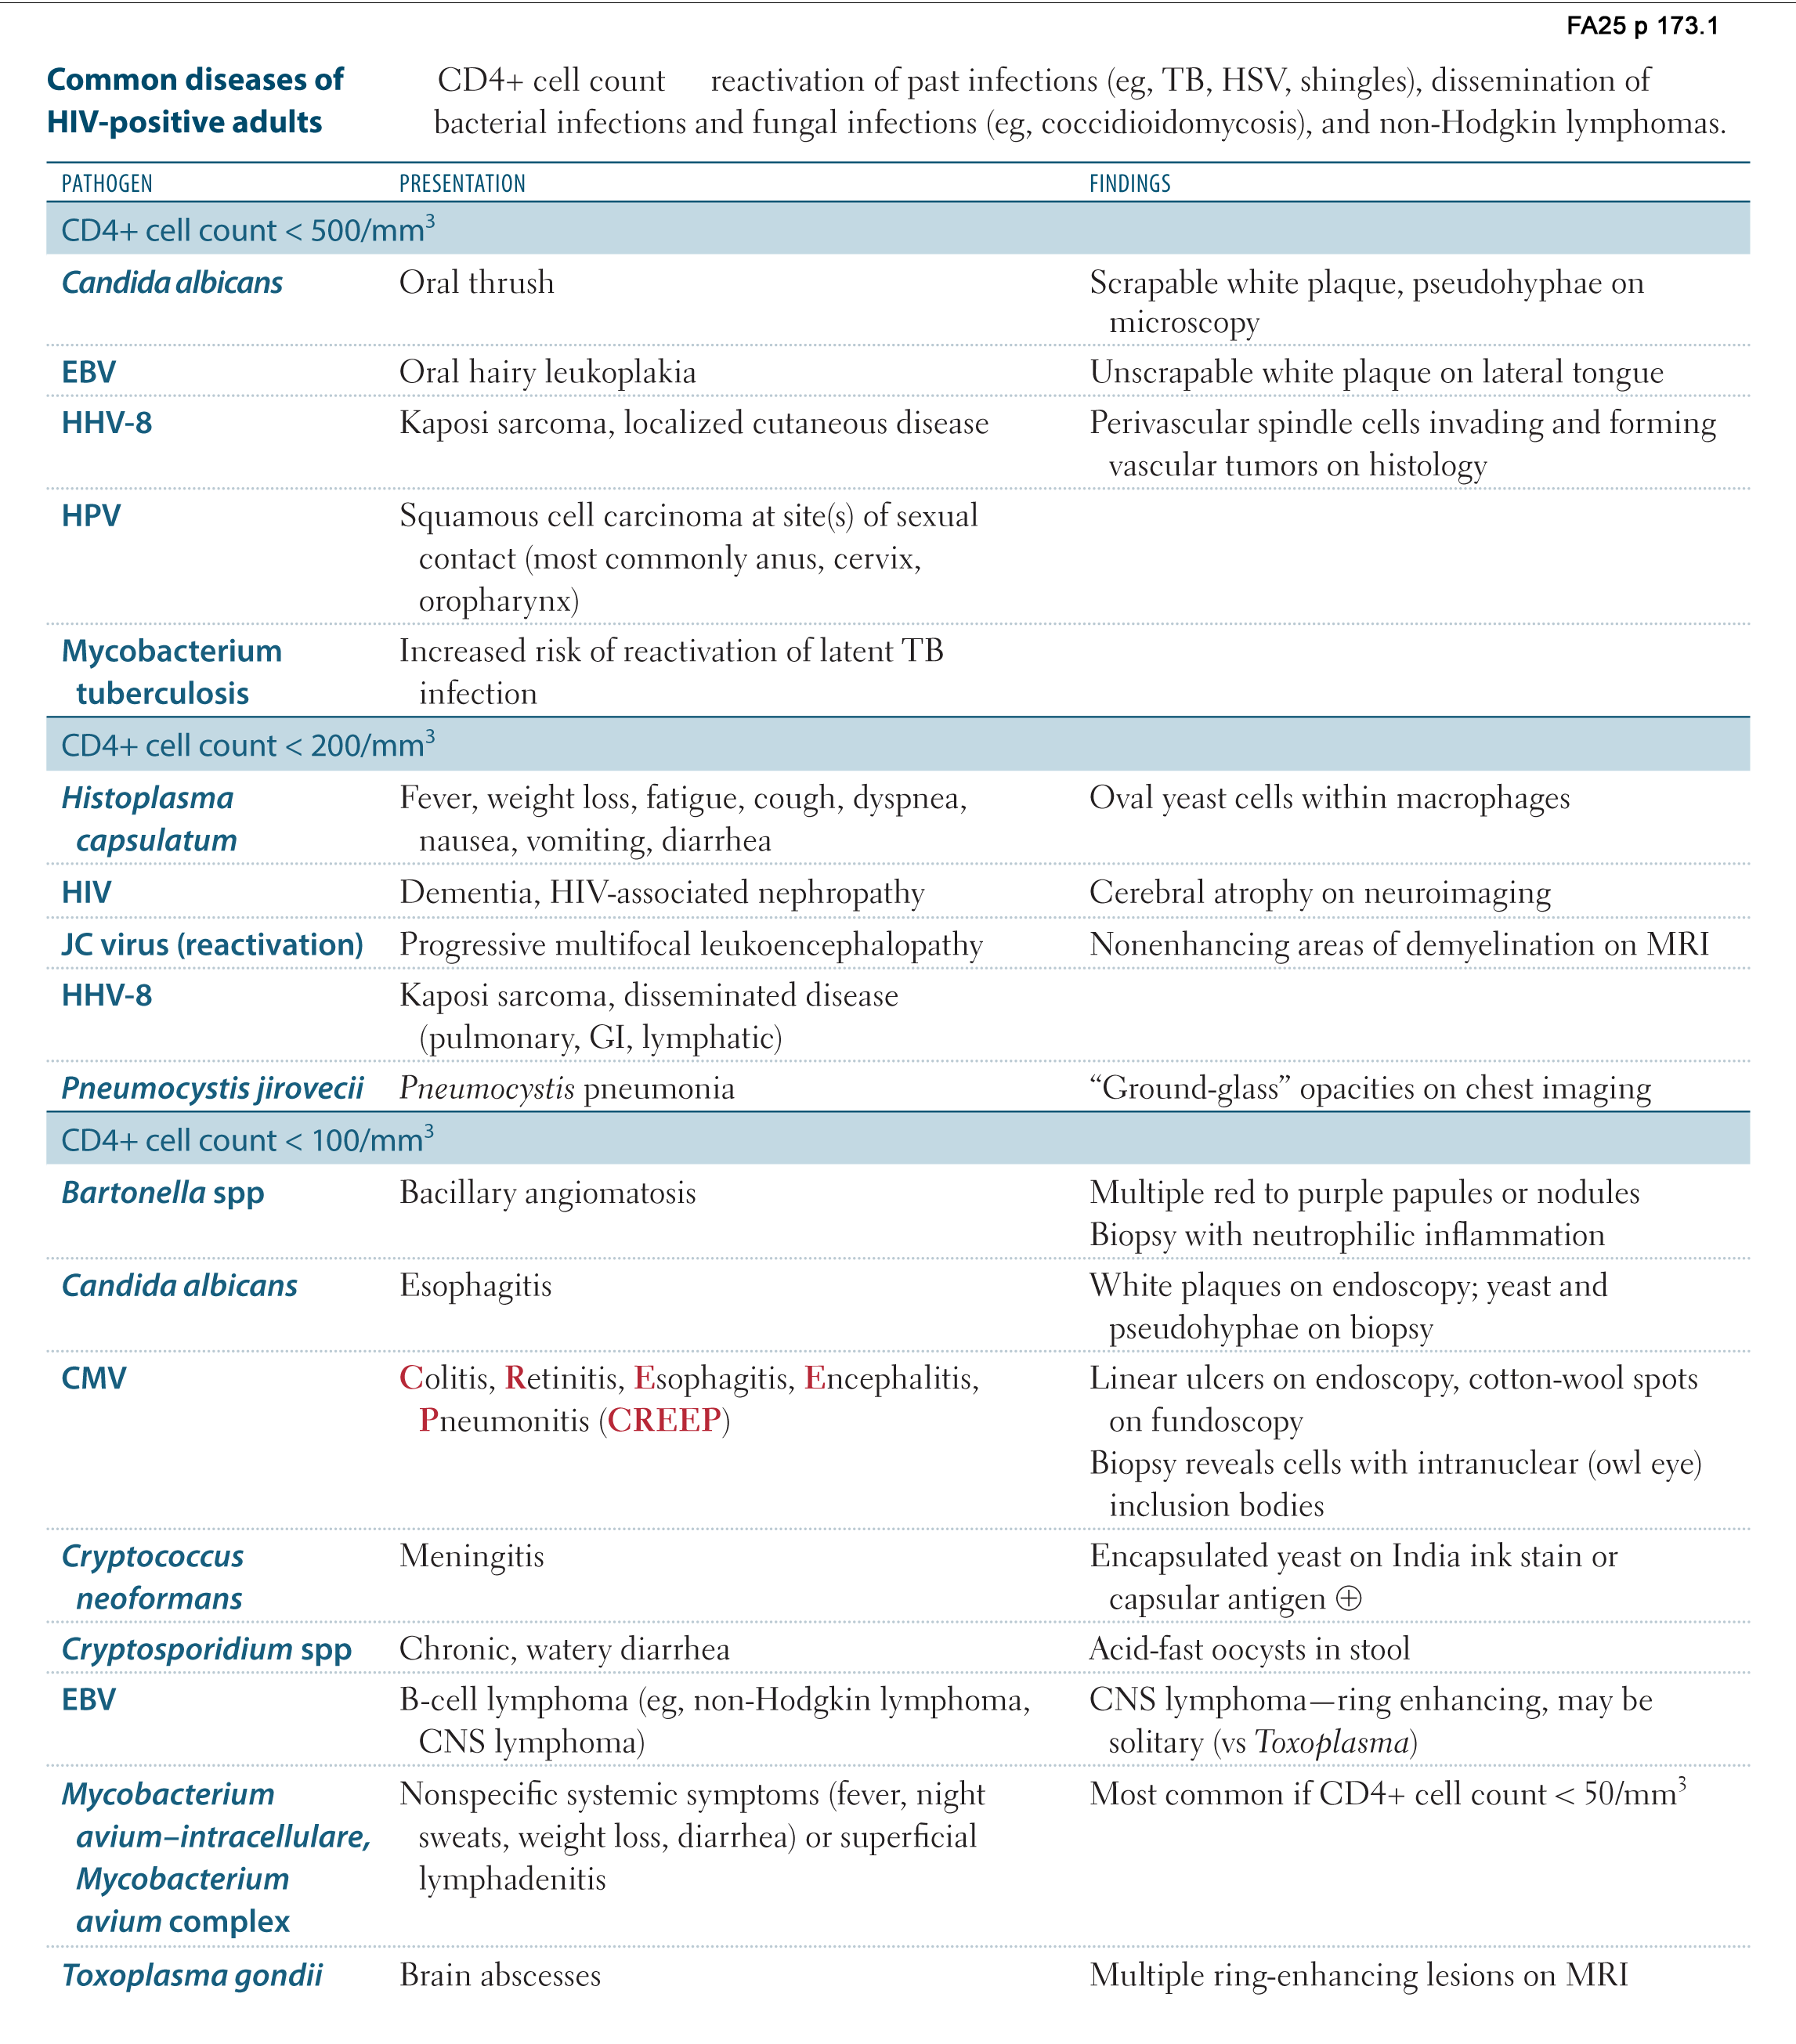 FA25 p 173.1
Common diseases of
HIV-positive adults
CD4+ cell count reactivation of past infections (eg, TB, HSV, shingles), dissemination of
bacterial infections and fungal infections (eg, coccidioidomycosis), and non-Hodgkin lymphomas.
PATHOGEN PRESENTATION FINDINGS
CD4+ cell count < 500/mm³
Candida albicans Oral thrush Scrapable white plaque, pseudohyphae on
microscopy
EBV Oral hairy leukoplakia Unscrapable white plaque on lateral tongue
HHV-8 Kaposi sarcoma, localized cutaneous disease Perivascular spindle cells invading and forming
vascular tumors on histology
HPV Squamous cell carcinoma at site(s) of sexual
contact (most commonly anus, cervix,
oropharynx)
Mycobacterium Increased risk of reactivation of latent TB
tuberculosis infection
CD4+ cell count < 200/mm³
Histoplasma Fever, weight loss, fatigue, cough, dyspnea, Oval yeast cells within macrophages
capsulatum nausea, vomiting, diarrhea
HIV Dementia, HIV-associated nephropathy Cerebral atrophy on neuroimaging
JC virus (reactivation) Progressive multifocal leukoencephalopathy Nonenhancing areas of demyelination on MRI
HHV-8 Kaposi sarcoma, disseminated disease
(pulmonary, GI, lymphatic)
Pneumocystis jirovecii Pneumocystis pneumonia “Ground-glass” opacities on chest imaging
CD4+ cell count < 100/mm³
Bartonella spp Bacillary angiomatosis Multiple red to purple papules or nodules
Biopsy with neutrophilic inflammation
Candida albicans Esophagitis White plaques on endoscopy; yeast and
pseudohyphae on biopsy
CMV Colitis, Retinitis, Esophagitis, Encephalitis, Linear ulcers on endoscopy, cotton-wool spots
Pneumonitis (CREEP) on fundoscopy
Biopsy reveals cells with intranuclear (owl eye)
inclusion bodies
Cryptococcus Meningitis Encapsulated yeast on India ink stain or
neoformans capsular antigen ⊕
Cryptosporidium spp Chronic, watery diarrhea Acid-fast oocysts in stool
EBV B-cell lymphoma (eg, non-Hodgkin lymphoma, CNS lymphoma—ring enhancing, may be
CNS lymphoma) solitary (vs Toxoplasma)
Mycobacterium Nonspecific systemic symptoms (fever, night Most common if CD4+ cell count < 50/mm³
avium–intracellulare, sweats, weight loss, diarrhea) or superficial
Mycobacterium lymphadenitis
avium complex
Toxoplasma gondii Brain abscesses Multiple ring-enhancing lesions on MRI